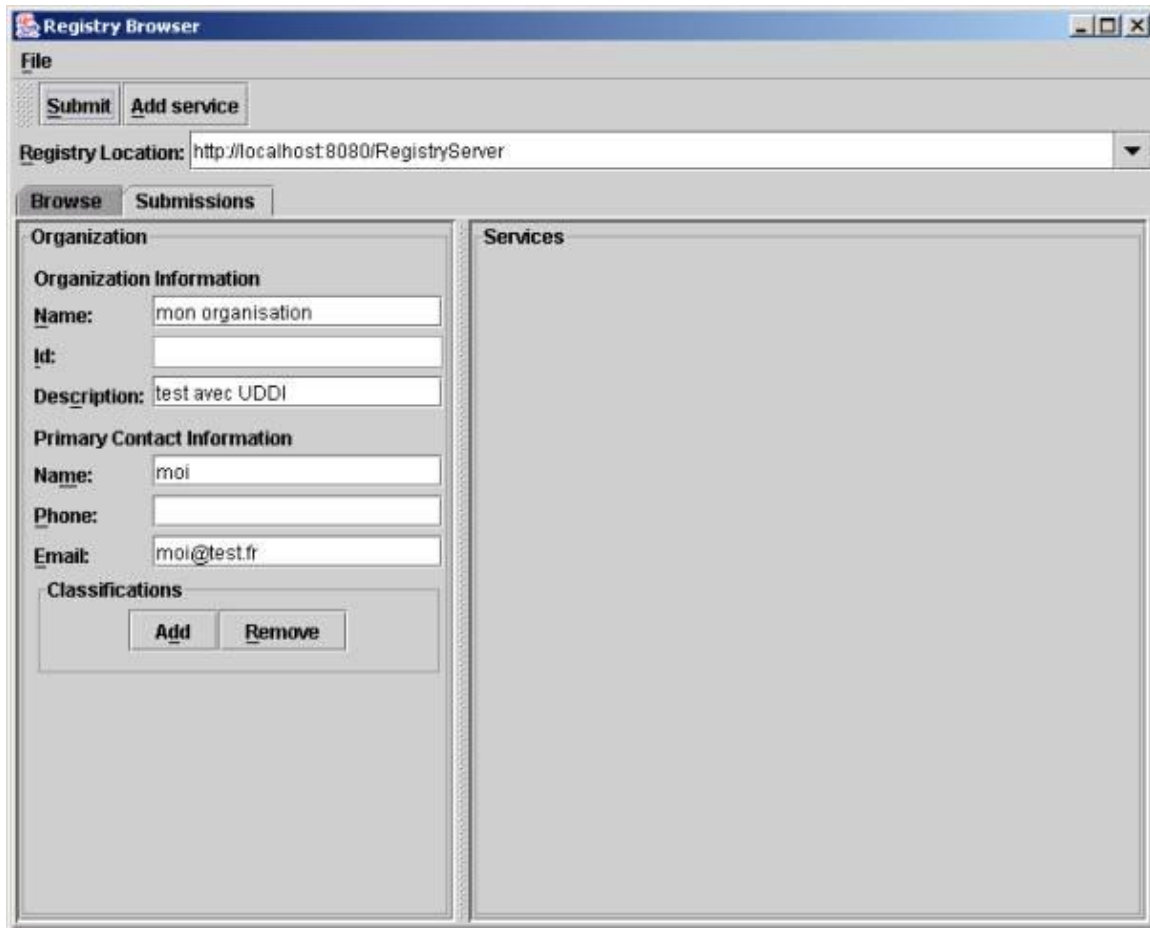 Registry Browser
File
Submit Add service
Registry Location: http://localhost:8080/RegistryServer
Browse Submissions
Organization
Organization Information
Name: mon organisation
Id:
Description: test avec UDDI
Primary Contact Information
Name: moi
Phone:
Email: moi@test.fr
Classifications
Add Remove
Services